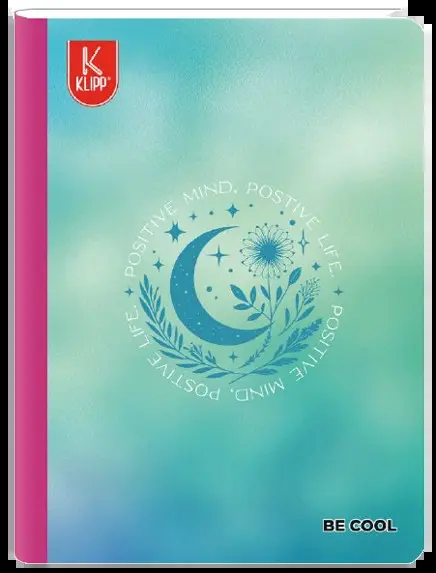 K
KLIPP®
POSITIVE MIND, POSTIVE LIFE.
POSITIVE MIND, POSTIVE LIFE.
BE COOL